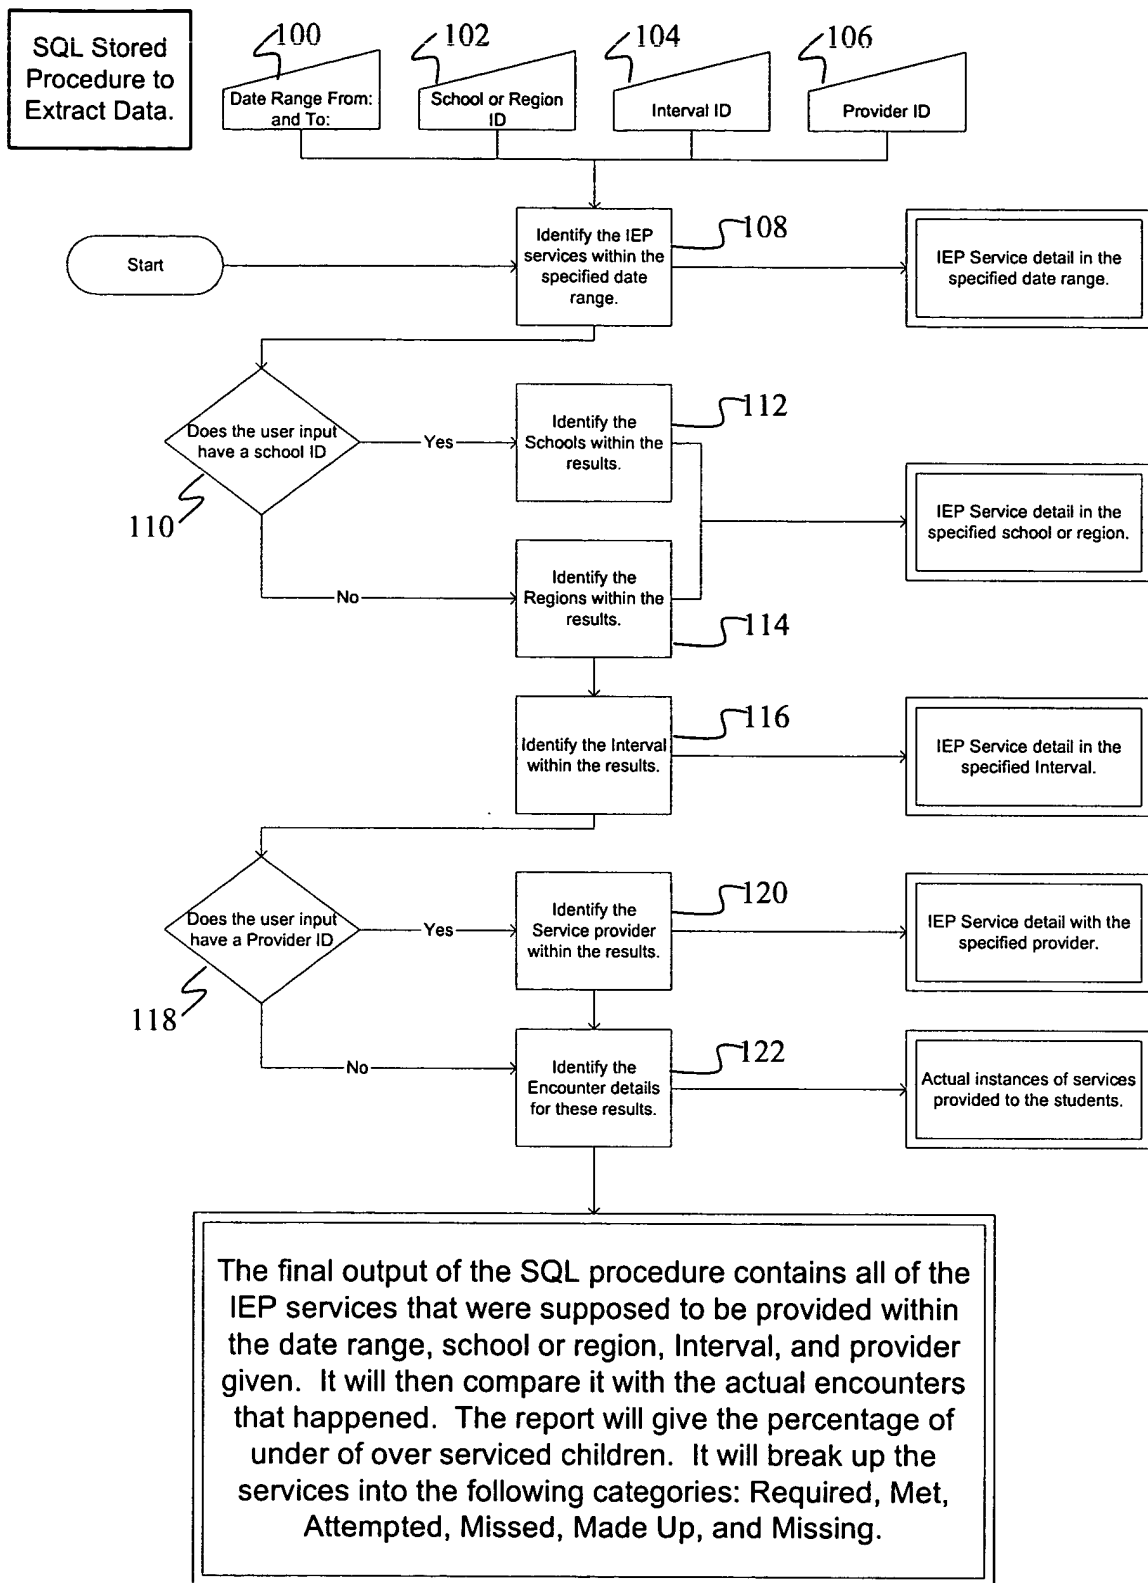 SQL Stored
Procedure to
Extract Data.
100
102
104
106
Date Range From:
and To:
School or Region
ID
Interval ID
Provider ID
108
Start
Identify the IEP
services within the
specified date
range.
IEP Service detail in the
specified date range.
112
Does the user input
have a school ID
Yes
Identify the
Schools within the
results.
110
IEP Service detail in the
specified school or region.
No
Identify the
Regions within the
results.
114
116
Identify the Interval
within the results.
IEP Service detail in the
specified Interval.
120
Does the user input
have a Provider ID
Yes
Identify the
Service provider
within the results.
IEP Service detail with the
specified provider.
118
122
No
Identify the
Encounter details
for these results.
Actual instances of services
provided to the students.
The final output of the SQL procedure contains all of the
IEP services that were supposed to be provided within
the date range, school or region, Interval, and provider
given. It will then compare it with the actual encounters
that happened. The report will give the percentage of
under of over serviced children. It will break up the
services into the following categories: Required, Met,
Attempted, Missed, Made Up, and Missing.